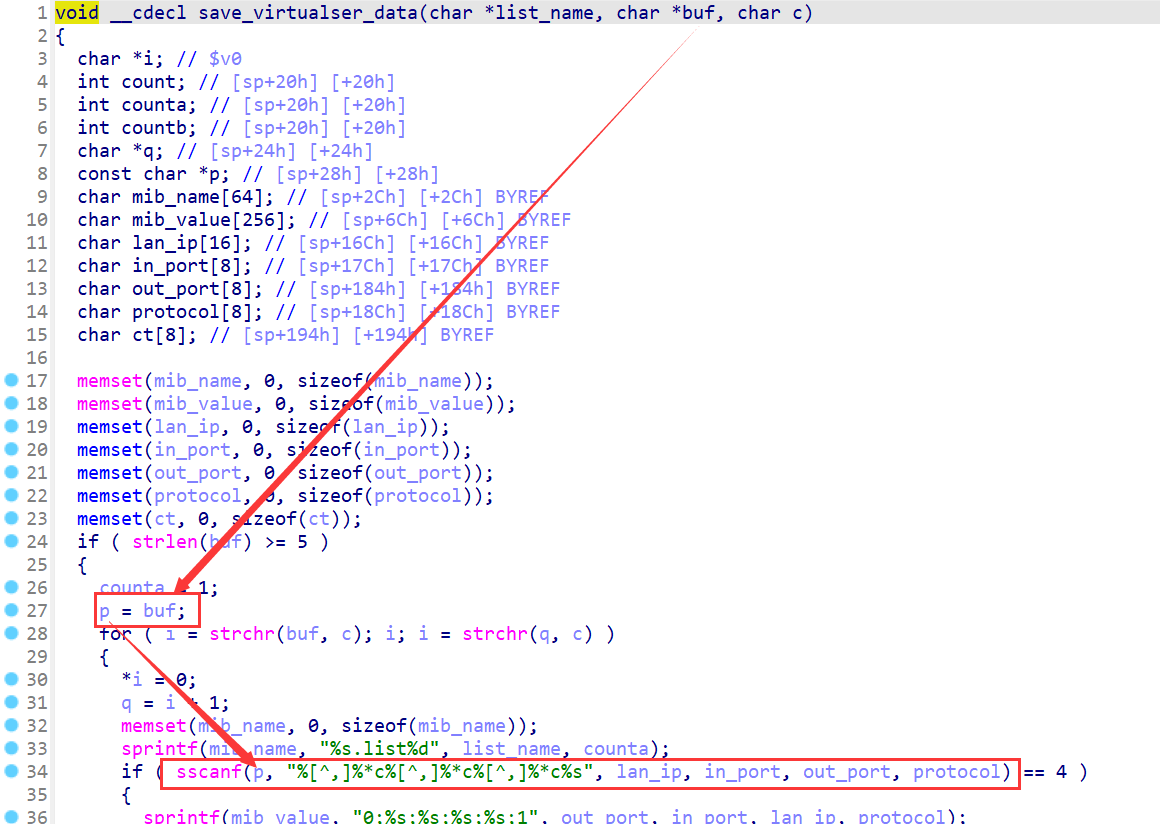 1 void __cdecl save_virtualser_data(char *list_name, char *buf, char c)
2 {
3 char *i; // $v0
4 int count; // [sp+20h] [+20h]
5 int counta; // [sp+20h] [+20h]
6 int countb; // [sp+20h] [+20h]
7 char *q; // [sp+24h] [+24h]
8 const char *p; // [sp+28h] [+28h]
9 char mib_name[64]; // [sp+2Ch] [+2Ch] BYREF
10 char mib_value[256]; // [sp+6Ch] [+6Ch] BYREF
11 char lan_ip[16]; // [sp+16Ch] [+16Ch] BYREF
12 char in_port[8]; // [sp+17Ch] [+17Ch] BYREF
13 char out_port[8]; // [sp+184h] [+184h] BYREF
14 char protocol[8]; // [sp+18Ch] [+18Ch] BYREF
15 char ct[8]; // [sp+194h] [+194h] BYREF
16
17 memset(mib_name, 0, sizeof(mib_name));
18 memset(mib_value, 0, sizeof(mib_value));
19 memset(lan_ip, 0, sizeof(lan_ip));
20 memset(in_port, 0, sizeof(in_port));
21 memset(out_port, 0, sizeof(out_port));
22 memset(protocol, 0, sizeof(protocol));
23 memset(ct, 0, sizeof(ct));
24 if ( strlen(buf) >= 5 )
25 {
26 counta = 1;
27 p = buf;
28 for ( i = strchr(buf, c); i; i = strchr(q, c) )
29 {
30 *i = 0;
31 q = i + 1;
32 memset(mib_name, 0, sizeof(mib_name));
33 sprintf(mib_name, "%s.list%d", list_name, counta);
34 if ( sscanf(p, "%[^,]%*c%[^,]%*c%[^,]%*c%s", lan_ip, in_port, out_port, protocol) == 4 )
35 {
36 sprintf(mib_value, "0;%s;%s;%s;%s;1", out_port, in_port, lan_ip, protocol);